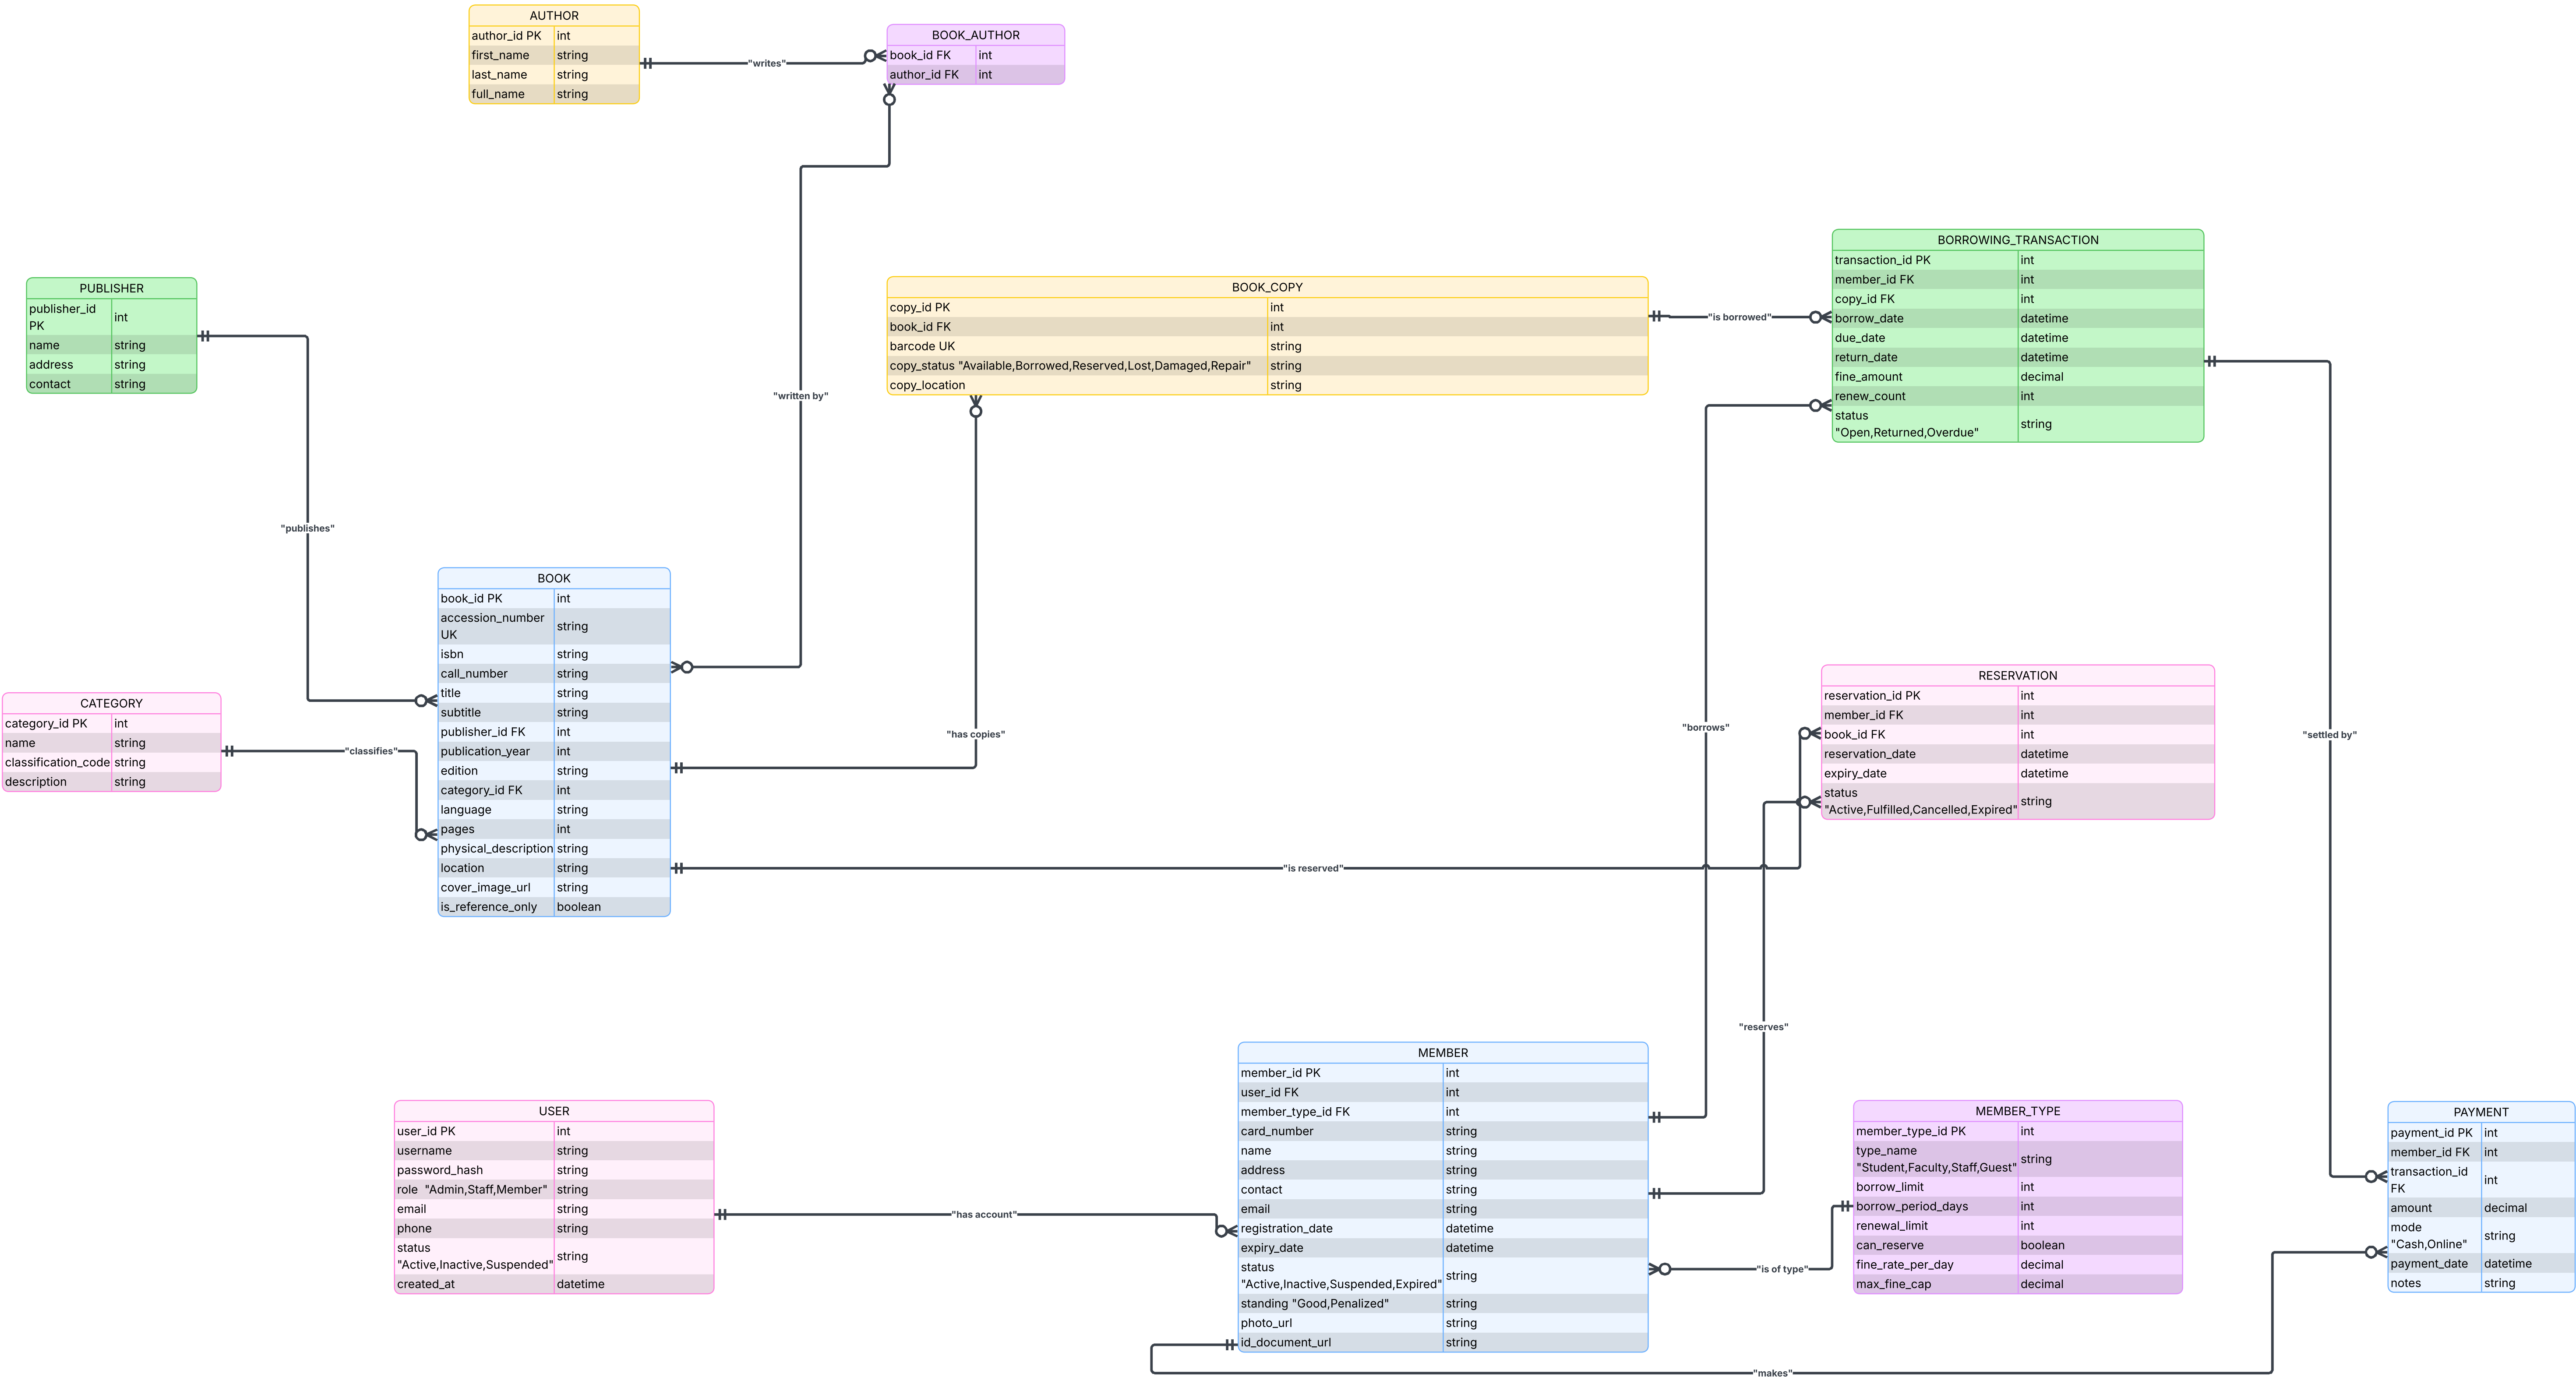 AUTHOR
author_id PK int
first_name string
last_name string
full_name string
"writes"
BOOK_AUTHOR
book_id FK int
author_id FK int
"written by"
PUBLISHER
publisher_id
PK
int
name string
address string
contact string
"publishes"
BOOK_COPY
copy_id PK int
book_id FK int
barcode UK string
copy_status "Available,Borrowed,Reserved,Lost,Damaged,Repair" string
copy_location string
"is borrowed"
BORROWING_TRANSACTION
transaction_id PK int
member_id FK int
copy_id FK int
borrow_date datetime
due_date datetime
return_date datetime
fine_amount decimal
renew_count int
status
"Open,Returned,Overdue"
string
BOOK
book_id PK int
accession_number
UK
string
isbn string
call_number string
title string
subtitle string
publisher_id FK int
publication_year int
edition string
category_id FK int
language string
pages int
physical_description string
location string
cover_image_url string
is_reference_only boolean
CATEGORY
category_id PK int
name string
classification_code string
description string
"classifies"
"has copies"
"borrows"
"settled by"
RESERVATION
reservation_id PK int
member_id FK int
book_id FK int
reservation_date datetime
expiry_date datetime
status
"Active,Fulfilled,Cancelled,Expired"
string
"is reserved"
"reserves"
USER
user_id PK int
username string
password_hash string
role "Admin,Staff,Member" string
email string
phone string
status
"Active,Inactive,Suspended"
string
created_at datetime
"has account"
MEMBER
member_id PK int
user_id FK int
member_type_id FK int
card_number string
name string
address string
contact string
email string
registration_date datetime
expiry_date datetime
status
"Active,Inactive,Suspended,Expired"
string
standing "Good,Penalized" string
photo_url string
id_document_url string
"is of type"
MEMBER_TYPE
member_type_id PK int
type_name
"Student,Faculty,Staff,Guest"
string
borrow_limit int
borrow_period_days int
renewal_limit int
can_reserve boolean
fine_rate_per_day decimal
max_fine_cap decimal
PAYMENT
payment_id PK int
member_id FK int
transaction_id
FK
int
amount decimal
mode
"Cash,Online"
string
payment_date datetime
notes string
"makes"